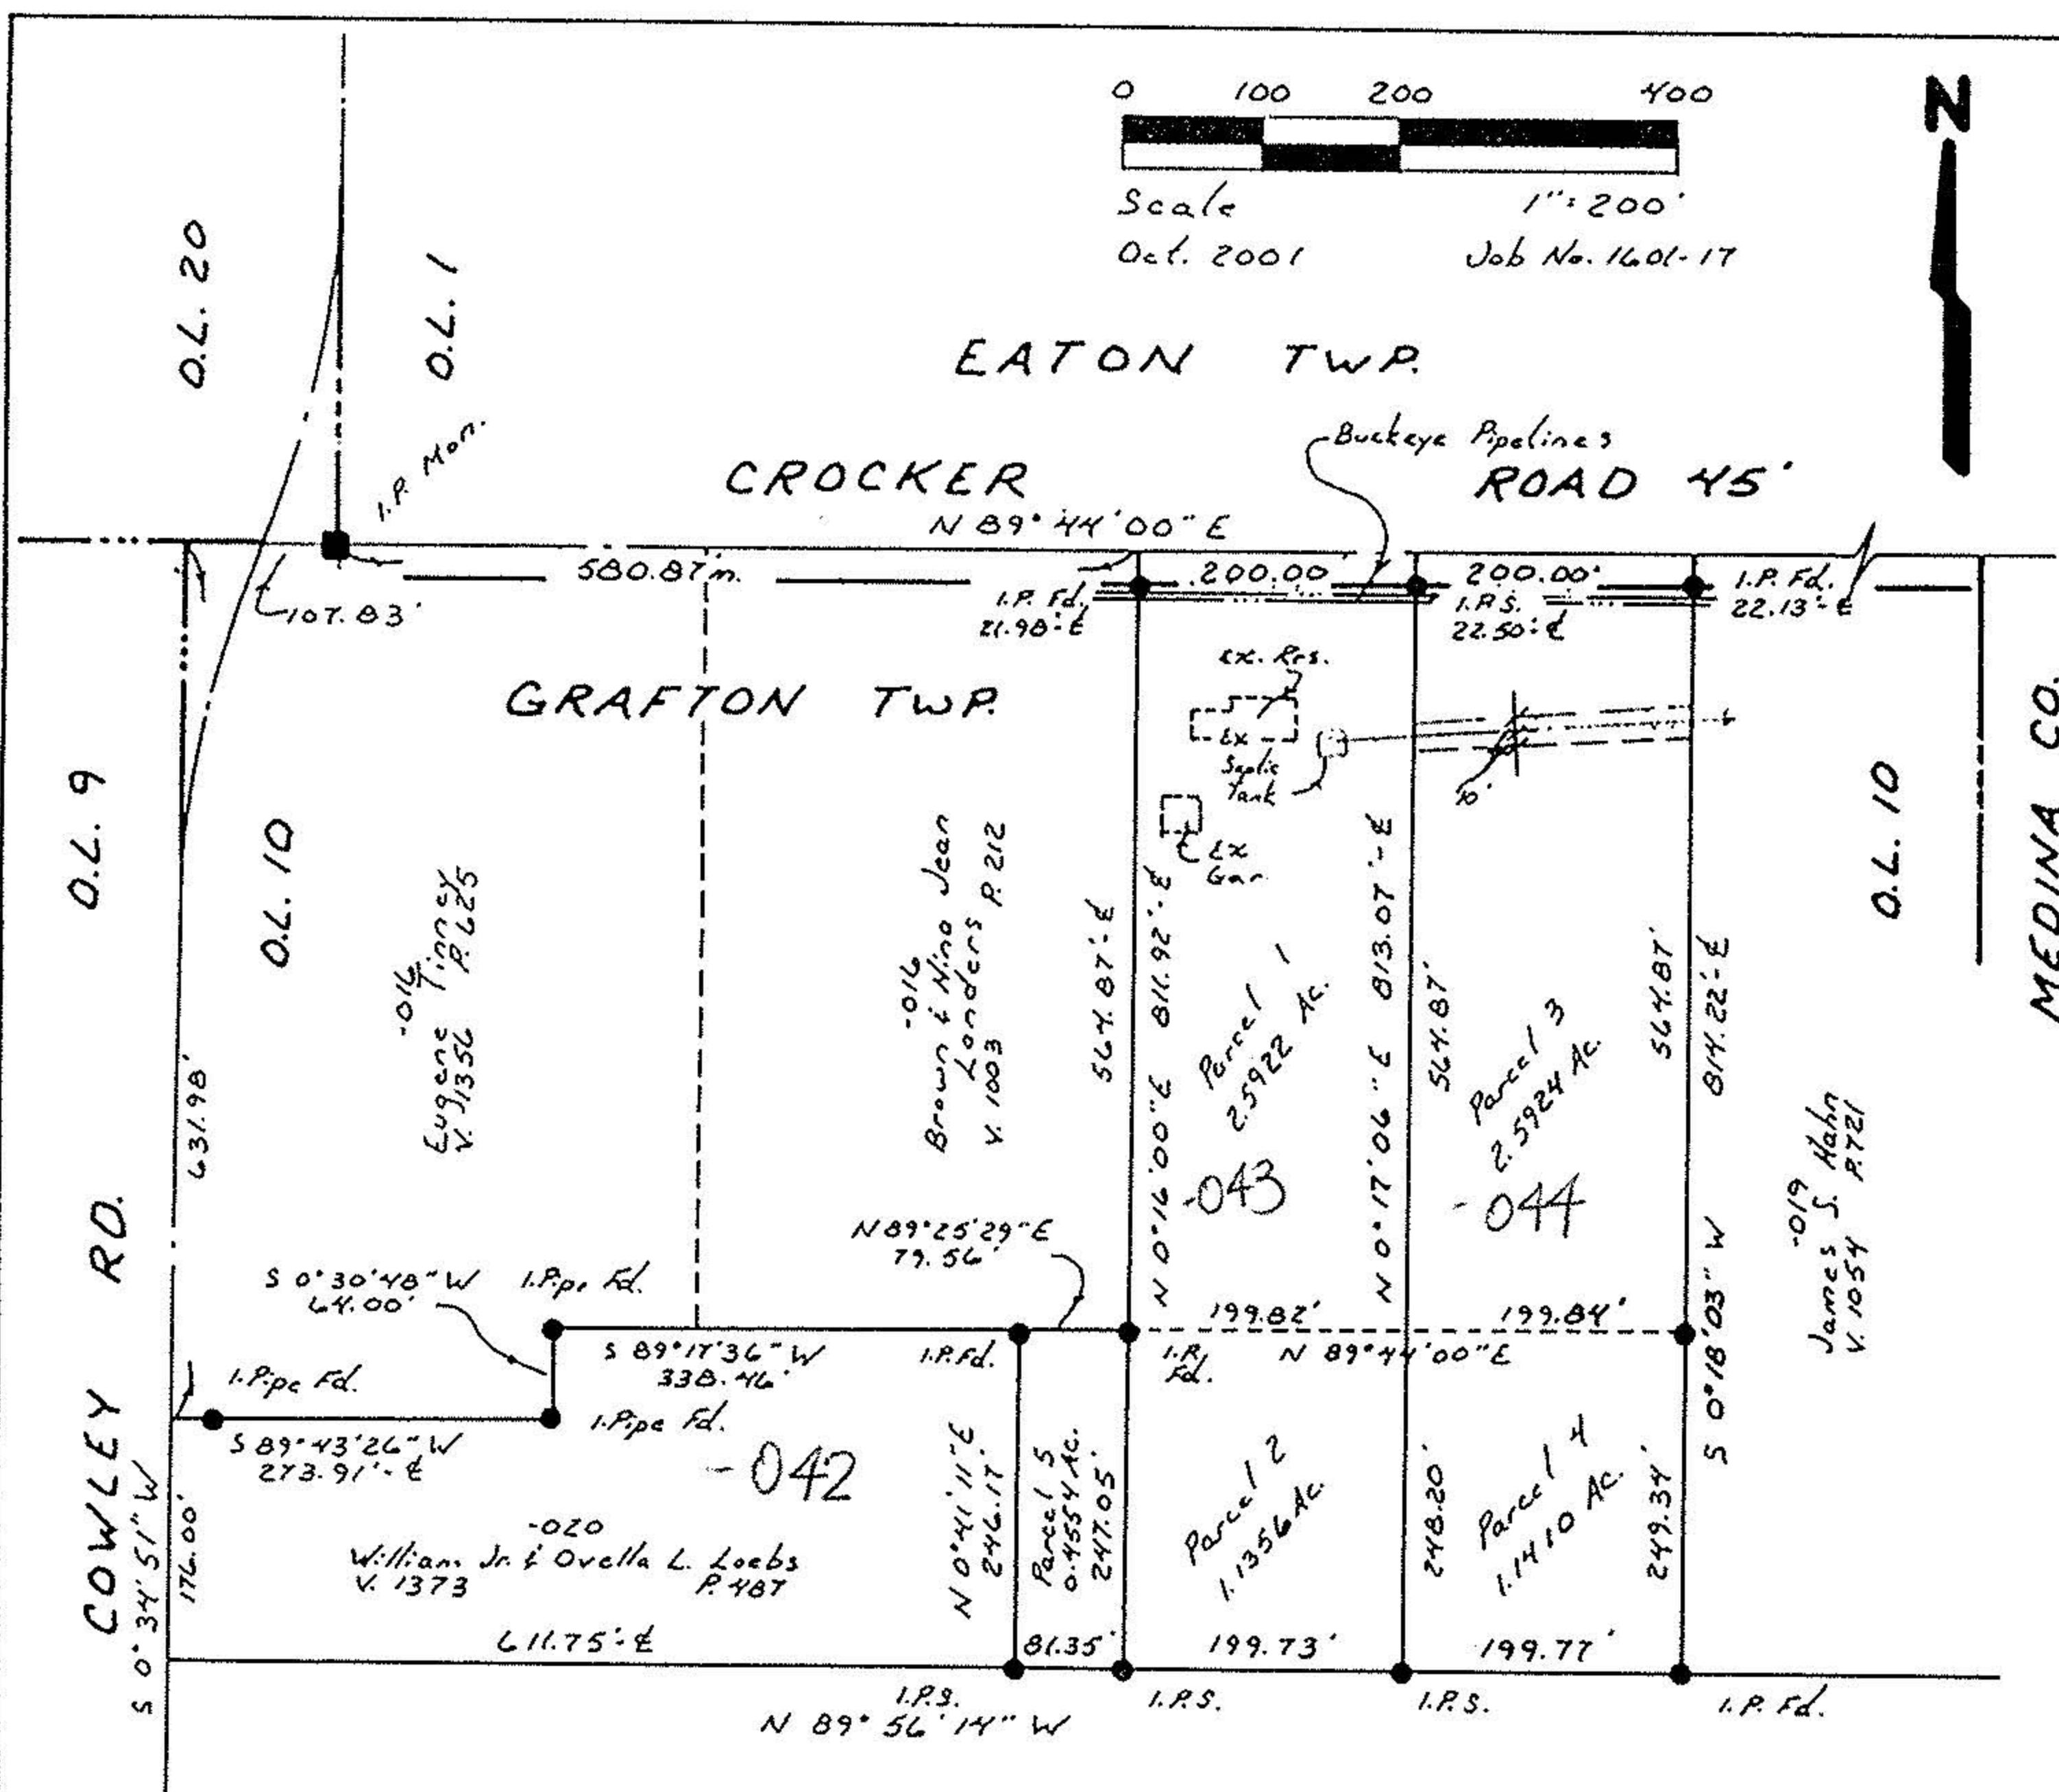 0 100 200 400
Scale 1"=200'
Oct. 2001 Job No. 1601-17
N
O.L. 20
O.L. 1
EATON TWP.
I.P. Mon.
Buckeye Pipelines
CROCKER ROAD 45'
N 89° 44' 00" E
580.87'm.
200.00'
200.00'
107.83'
I.P. Fd.
21.98'-℄
I.P.S.
22.50'-℄
I.P. Fd.
22.13'-℄
GRAFTON TWP.
Ex. Res.
Ex
Septic
Tank
10'
Ex
Gar.
O.L. 9
O.L. 10
O.L. 10
MEDINA CO.
-016
Eugene Tinney
V. 1356 P. 625
-016
Brown & Nina Jean
Londers
V. 1003 P. 212
564.87'-℄
N 0° 16' 00" E 811.92'-℄
Parcel 1
2.5922 Ac.
-043
N 0° 17' 06" E 813.07'-℄
564.87'
Parcel 3
2.5924 Ac.
-044
564.87'
S 0° 18' 03" W 814.22'-℄
-019
James S. Hahn
V. 1054 P. 721
631.98'
N 89° 25' 29" E
79.56'
S 0° 30' 48" W
64.00'
I.Pipe Fd.
199.82'
199.84'
S 89° 17' 36" W
338.46'
I.P. Fd.
I.P.
Fd.
N 89° 44' 00" E
I.Pipe Fd.
I.Pipe Fd.
S 89° 43' 26" W
273.91'-℄
-042
COWLEY RD.
S 0° 34' 51" W
176.00'
-020
William Jr. & Ovella L. Loebs
V. 1373 P. 487
N 0° 41' 11" E
246.17'
Parcel 5
0.4554 Ac.
247.05'
Parcel 2
1.1356 Ac.
248.20'
Parcel 4
1.1410 Ac.
249.34'
611.75'-℄
81.35'
199.73'
199.77'
I.P.S.
I.P.S.
I.P.S.
I.P. Fd.
N 89° 56' 14" W